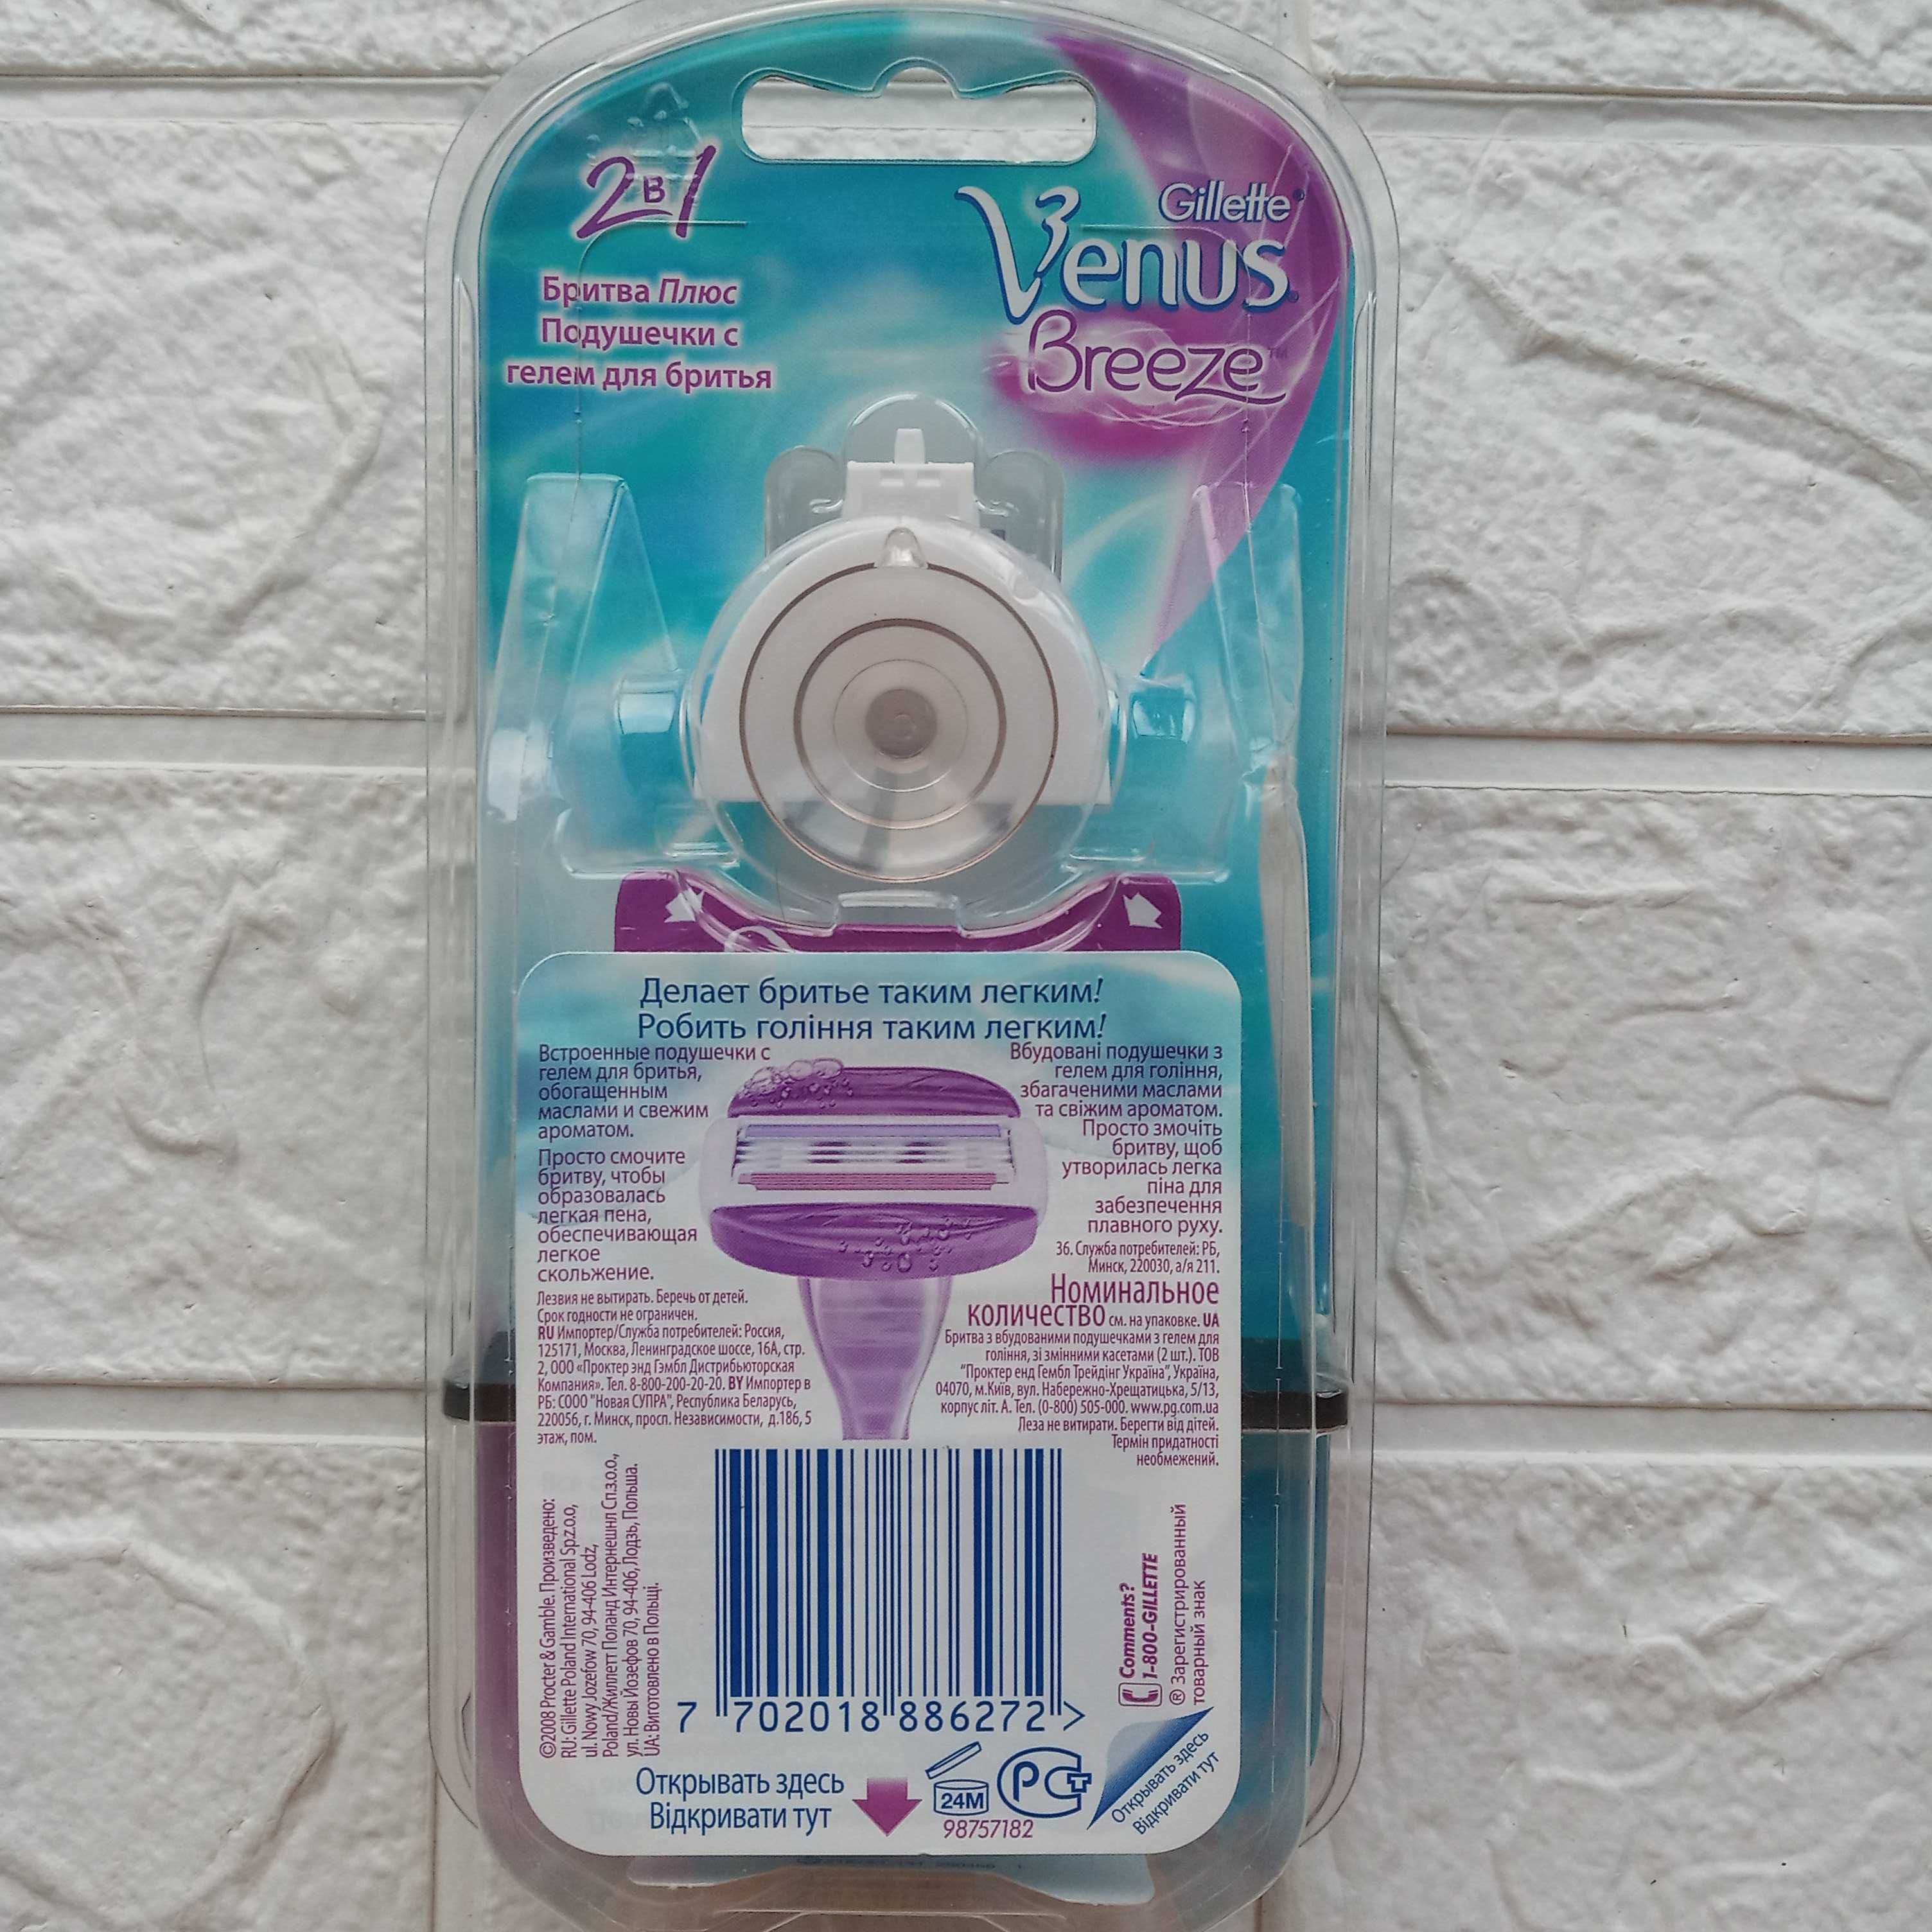 2в1
Бритва Плюс
Подушечки с
гелем для бритья
Gillette®
Venus®
Breeze™
Делает бритье таким легким!
Робить гоління таким легким!
Встроенные подушечки с
гелем для бритья,
обогащенным
маслами и свежим
ароматом.
Просто смочите
бритву, чтобы
образовалась
легкая пена,
обеспечивающая
легкое
скольжение.
Лезвия не вытирать. Беречь от детей.
Срок годности не ограничен.
RU Импортер/Служба потребителей: Россия,
125171, Москва, Ленинградское шоссе, 16А, стр.
2, ООО «Проктер энд Гэмбл Дистрибьюторская
Компания». Тел. 8-800-200-20-20. BY Импортер в
РБ: СООО "Новая СУПРА", Республика Беларусь,
220056, г. Минск, просп. Независимости, д.186, 5
этаж, пом.
Вбудовані подушечки з
гелем для гоління,
збагаченими маслами
та свіжим ароматом.
Просто змочіть
бритву, щоб
утворилась легка
піна для
забезпечення
плавного руху.
36. Служба потребителей: РБ,
Минск, 220030, а/я 211.
Номинальное
количество см. на упаковке. UA
Бритва з вбудованими подушечками з гелем для
гоління, зі змінними касетами (2 шт.). ТОВ
"Проктер енд Гембл Трейдінг Україна", Україна,
04070, м.Київ, вул. Набережно-Хрещатицька, 5/13,
корпус літ. А. Тел. (0-800) 505-000. www.pg.com.ua
Леза не витирати. Берегти від дітей.
Термін придатності
необмежений.
©2008 Procter & Gamble. Произведено:
RU: Gillette Poland International Sp.z.o.o,
ul. Nowy Jozefow 70, 94-406 Lodz,
Poland/Жиллетт Поланд Интернешнл Сп.з.о.о.,
ул. Новы Йозефов 70, 94-406, Лодзь, Польша.
UA: Виготовлено в Польщі.
7 702018 886272 >
Comments?
1-800-GILLETTE
® Зарегистрированный
товарный знак
Открывать здесь
Відкривати тут
24M
РСТ
98757182
Открывать здесь
Відкривати тут